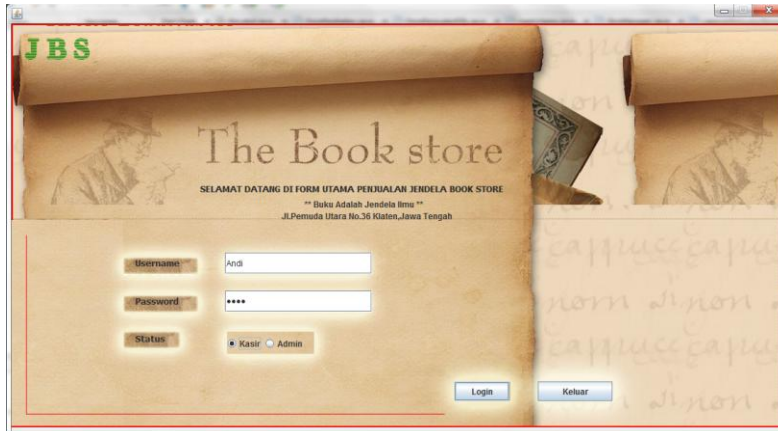 JBS
The Book store
SELAMAT DATANG DI FORM UTAMA PENJUALAN JENDELA BOOK STORE
"" Buku Adalah Jendela Ilmu ""
Jl.Pemuda Utara No.36 Klaten,Jawa Tengah
Username Andi
Password ••••
Status Kasir Admin
Login Keluar